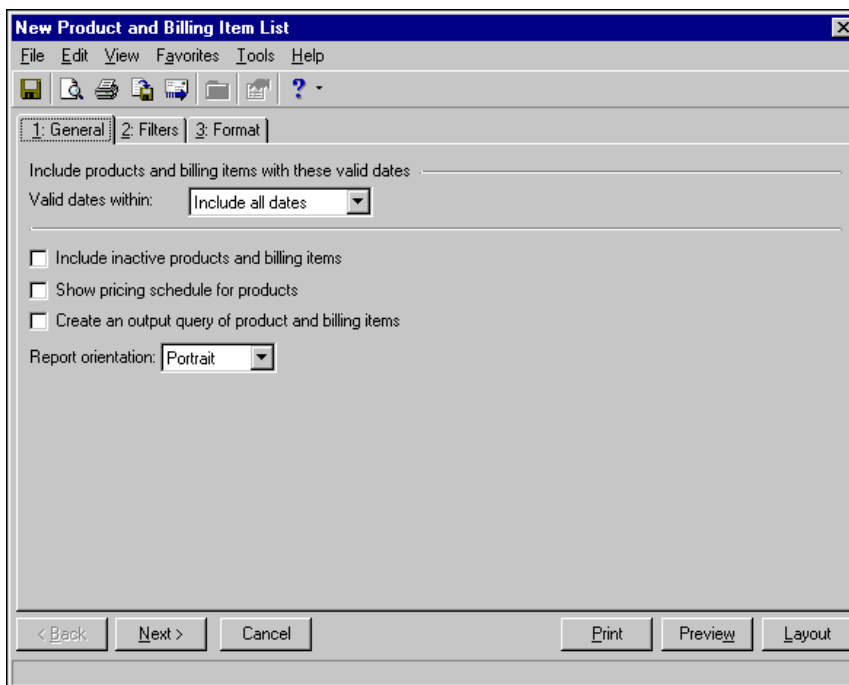 New Product and Billing Item List
File Edit View Favorites Tools Help
?
1: General 2: Filters 3: Format
Include products and billing items with these valid dates
Valid dates within: Include all dates
Include inactive products and billing items
Show pricing schedule for products
Create an output query of product and billing items
Report orientation: Portrait
< Back Next > Cancel Print Preview Layout